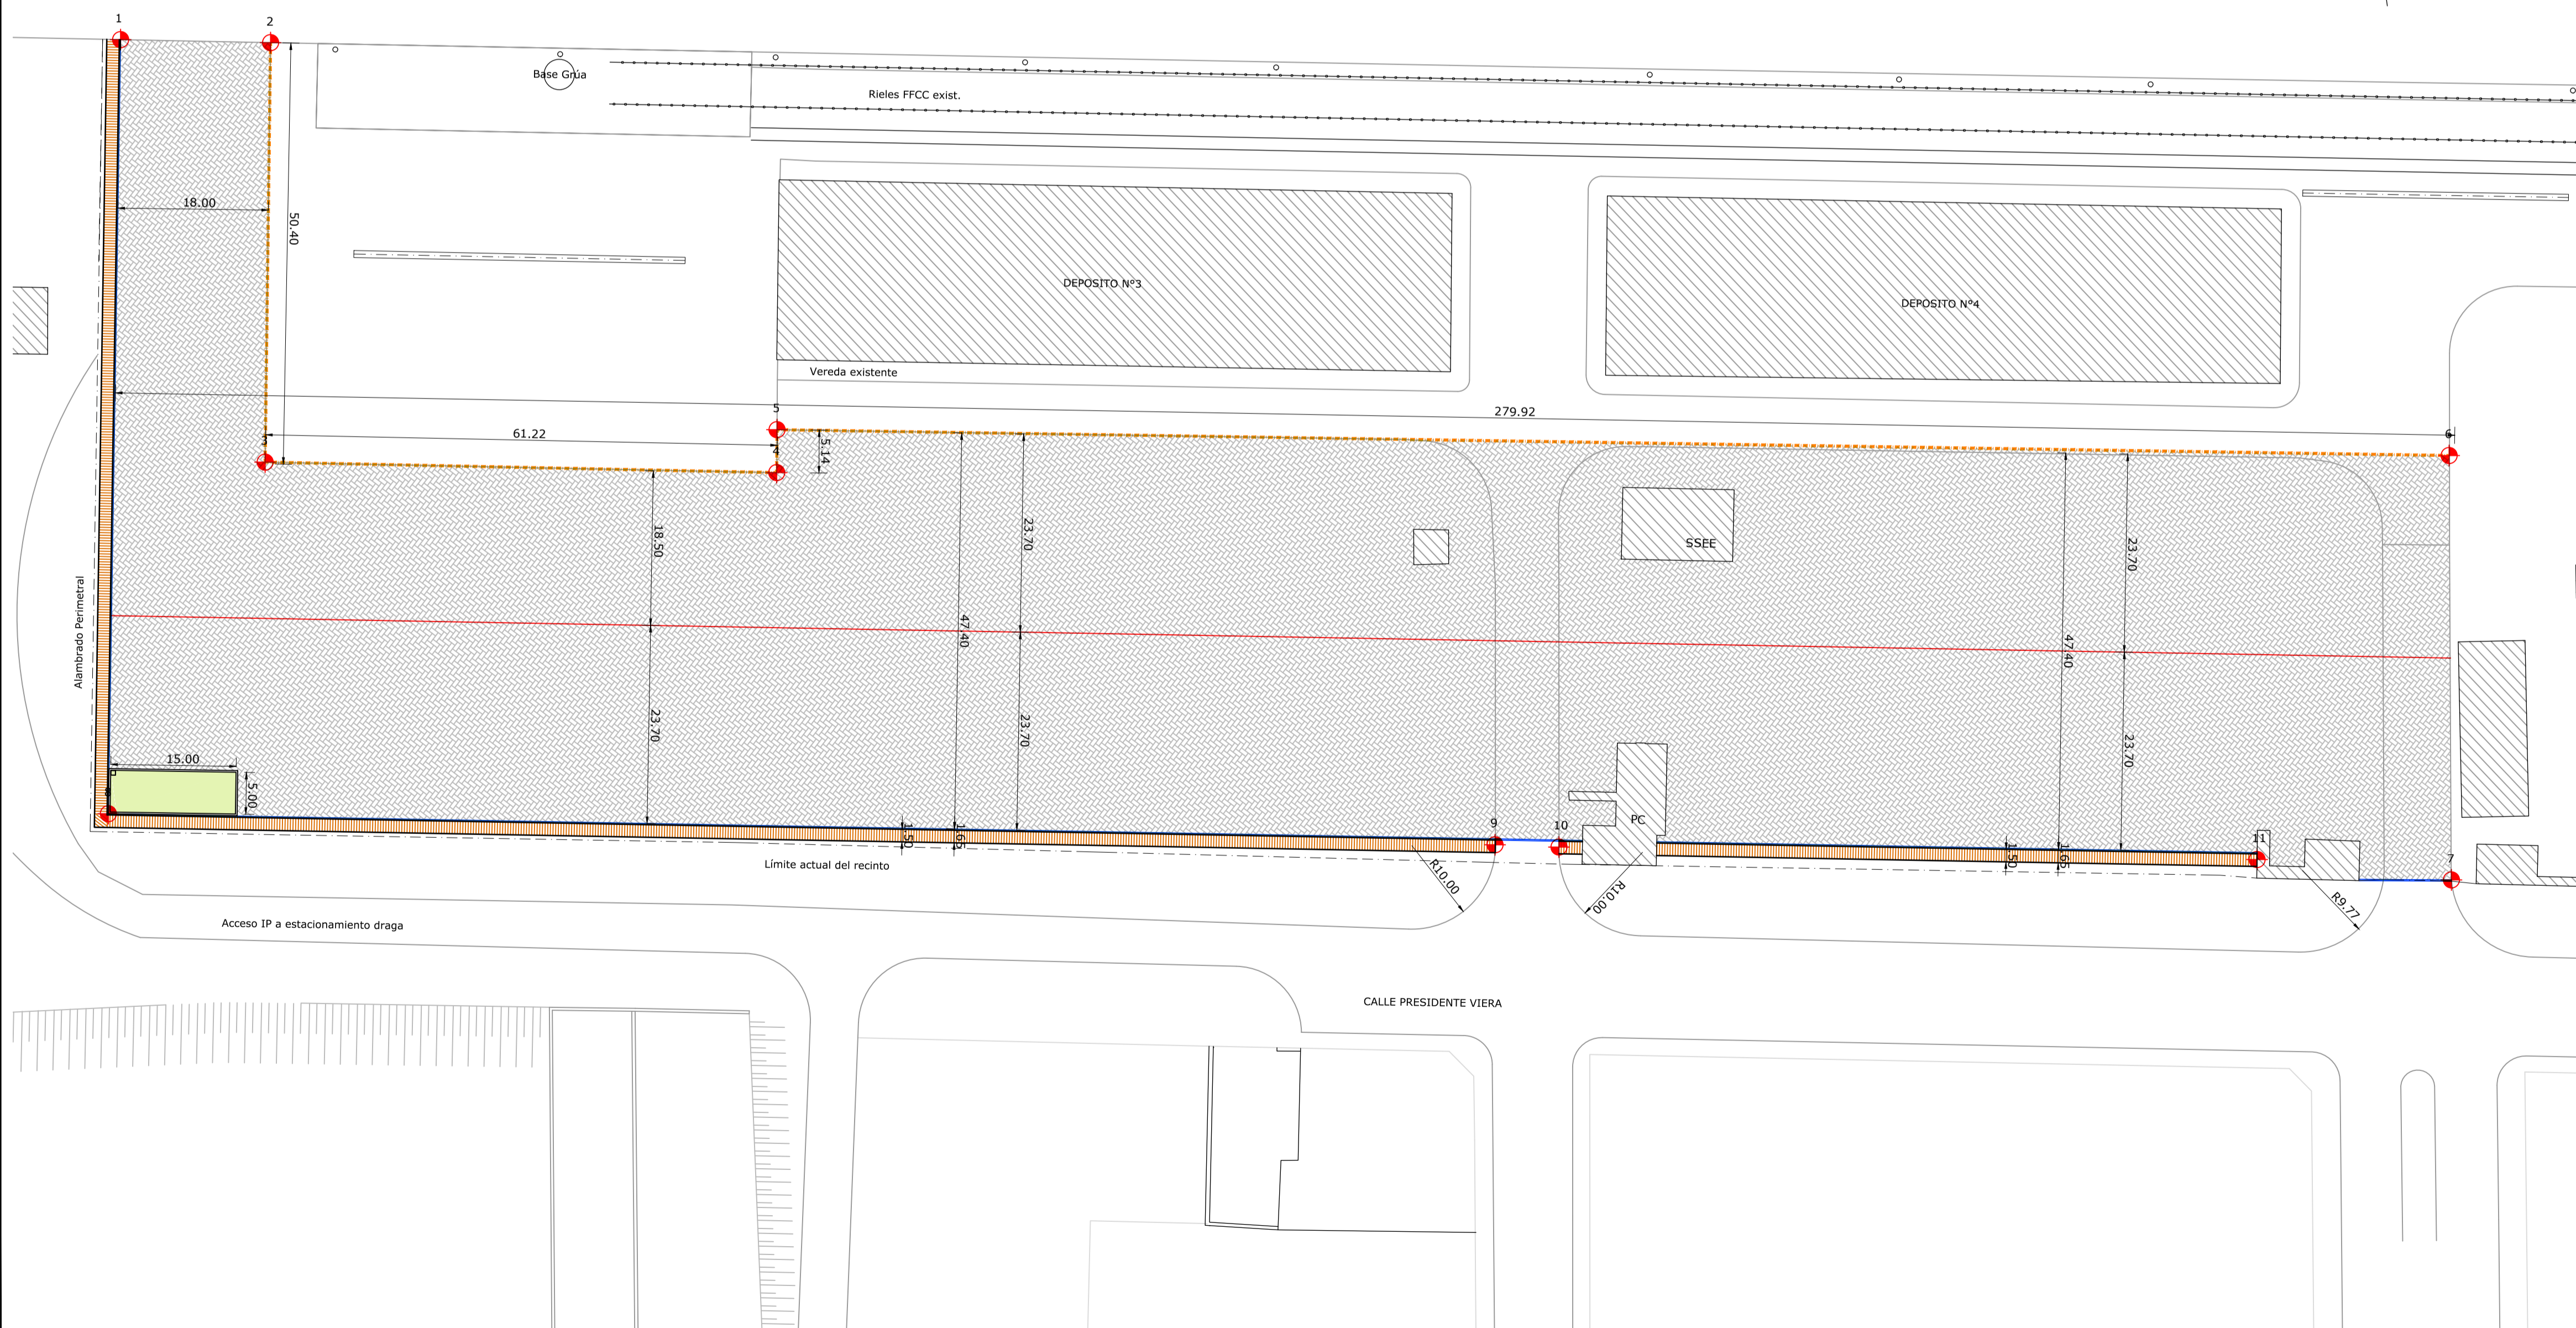 1
2
Base Grúa
Rieles FFCC exist.
18.00
50.40
DEPOSITO N°3
DEPOSITO N°4
Vereda existente
279.92
5
61.22
5.14
3
4
6
18.50
23.70
47.40
SSEE
23.70
47.40
Alambrado Perimetral
23.70
23.70
23.70
15.00
5.00
8
1.50
1.65
9
10
PC
11
1.50
1.65
7
Límite actual del recinto
R10.00
R10.00
R9.77
Acceso IP a estacionamiento draga
CALLE PRESIDENTE VIERA